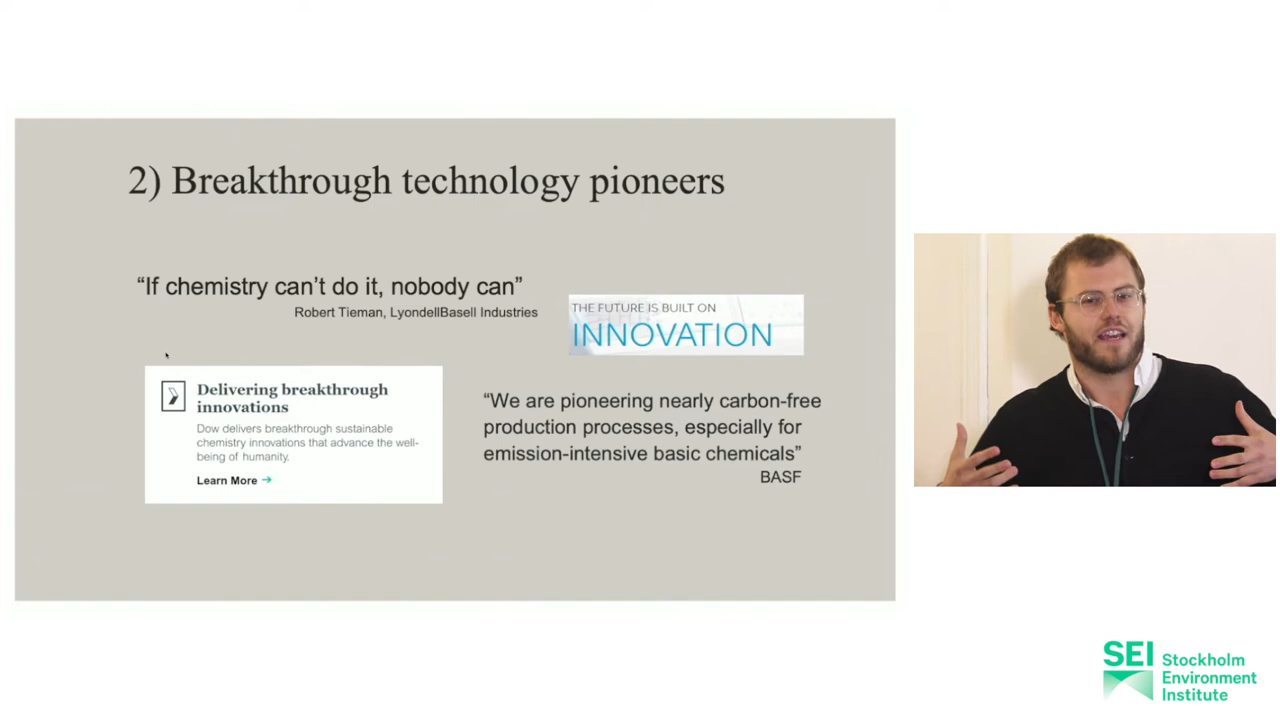 2) Breakthrough technology pioneers
“If chemistry can’t do it, nobody can”
Robert Tieman, LyondellBasell Industries
THE FUTURE IS BUILT ON
INNOVATION
Delivering breakthrough
innovations
Dow delivers breakthrough sustainable
chemistry innovations that advance the well-
being of humanity.
Learn More →
“We are pioneering nearly carbon-free
production processes, especially for
emission-intensive basic chemicals”
BASF
SEI Stockholm
Environment
Institute